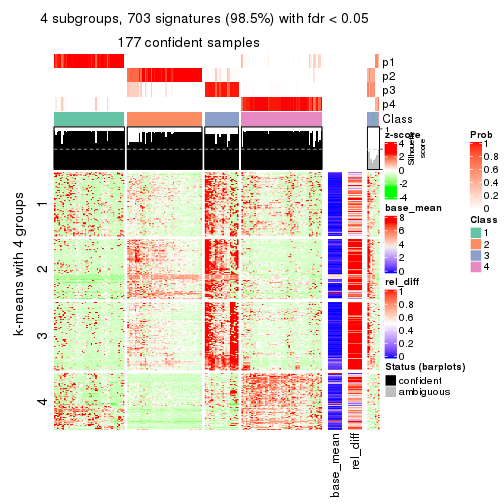 4 subgroups, 703 signatures (98.5%) with fdr < 0.05
177 confident samples
p1
p2
p3
p4
Class
1
Silhouette
score
k-means with 4 groups
1
2
3
4
base_mean
rel_diff
z-score
4
2
0
-2
-4
base_mean
8
6
4
2
0
rel_diff
1
0.8
0.6
0.4
0.2
0
Status (barplots)
confident
ambiguous
Prob
1
0.8
0.6
0.4
0.2
0
Class
1
2
3
4